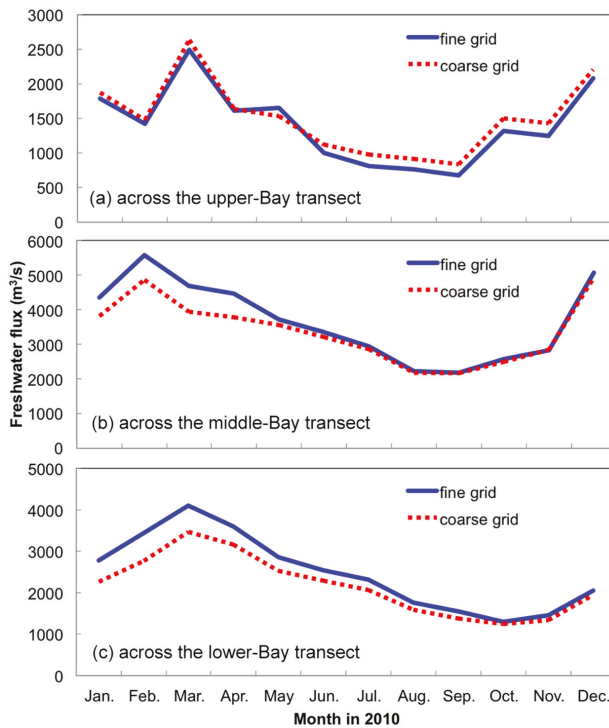 Freshwater flux (m³/s)
3000
2500
2000
1500
1000
500
0
fine grid
coarse grid
(a) across the upper-Bay transect
6000
5000
4000
3000
2000
1000
0
fine grid
coarse grid
(b) across the middle-Bay transect
5000
4000
3000
2000
1000
0
fine grid
coarse grid
(c) across the lower-Bay transect
Jan. Feb. Mar. Apr. May Jun. Jul. Aug. Sep. Oct. Nov. Dec.
Month in 2010